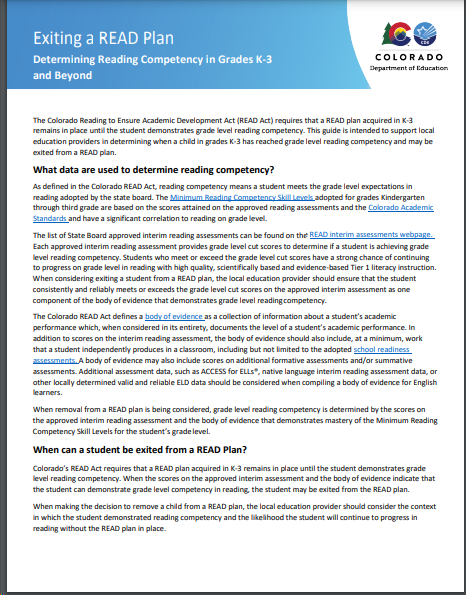 Exiting a READ Plan
Determining Reading Competency in Grades K-3
and Beyond
CDE
COLORADO
Department of Education
The Colorado Reading to Ensure Academic Development Act (READ Act) requires that a READ plan acquired in K-3
remains in place until the student demonstrates grade level reading competency. This guide is intended to support local
education providers in determining when a child in grades K-3 has reached grade level reading competency and may be
exited from a READ plan.
What data are used to determine reading competency?
As defined in the Colorado READ Act, reading competency means a student meets the grade level expectations in
reading adopted by the state board. The Minimum Reading Competency Skill Levels adopted for grades Kindergarten
through third grade are based on the scores attained on the approved reading assessments and the Colorado Academic
Standards and have a significant correlation to reading on grade level.
The list of State Board approved interim reading assessments can be found on the READ interim assessments webpage.
Each approved interim reading assessment provides grade level cut scores to determine if a student is achieving grade
level reading competency. Students who meet or exceed the grade level cut scores have a strong chance of continuing
to progress on grade level in reading with high quality, scientifically based and evidence-based Tier 1 literacy instruction.
When considering exiting a student from a READ plan, the local education provider should ensure that the student
consistently and reliably meets or exceeds the grade level cut scores on the approved interim assessment as one
component of the body of evidence that demonstrates grade level reading competency.
The Colorado READ Act defines a body of evidence as a collection of information about a student's academic
performance which, when considered in its entirety, documents the level of a student's academic performance. In
addition to scores on the interim reading assessment, the body of evidence should also include, at a minimum, work
that a student independently produces in a classroom, including but not limited to the adopted school readiness
assessments. A body of evidence may also include scores on additional formative assessments and/or summative
assessments. Additional assessment data, such as ACCESS for ELLs®, native language interim reading assessment data, or
other locally determined valid and reliable ELD data should be considered when compiling a body of evidence for English
learners.
When removal from a READ plan is being considered, grade level reading competency is determined by the scores on
the approved interim reading assessment and the body of evidence that demonstrates mastery of the Minimum Reading
Competency Skill Levels for the student's grade level.
When can a student be exited from a READ Plan?
Colorado's READ Act requires that a READ plan acquired in K-3 remains in place until the student demonstrates grade
level reading competency. When the scores on the approved interim assessment and the body of evidence indicate that
the student can demonstrate grade level competency in reading, the student may be exited from the READ plan.
When making the decision to remove a child from a READ plan, the local education provider should consider the context
in which the student demonstrated reading competency and the likelihood the student will continue to progress in
reading without the READ plan in place.